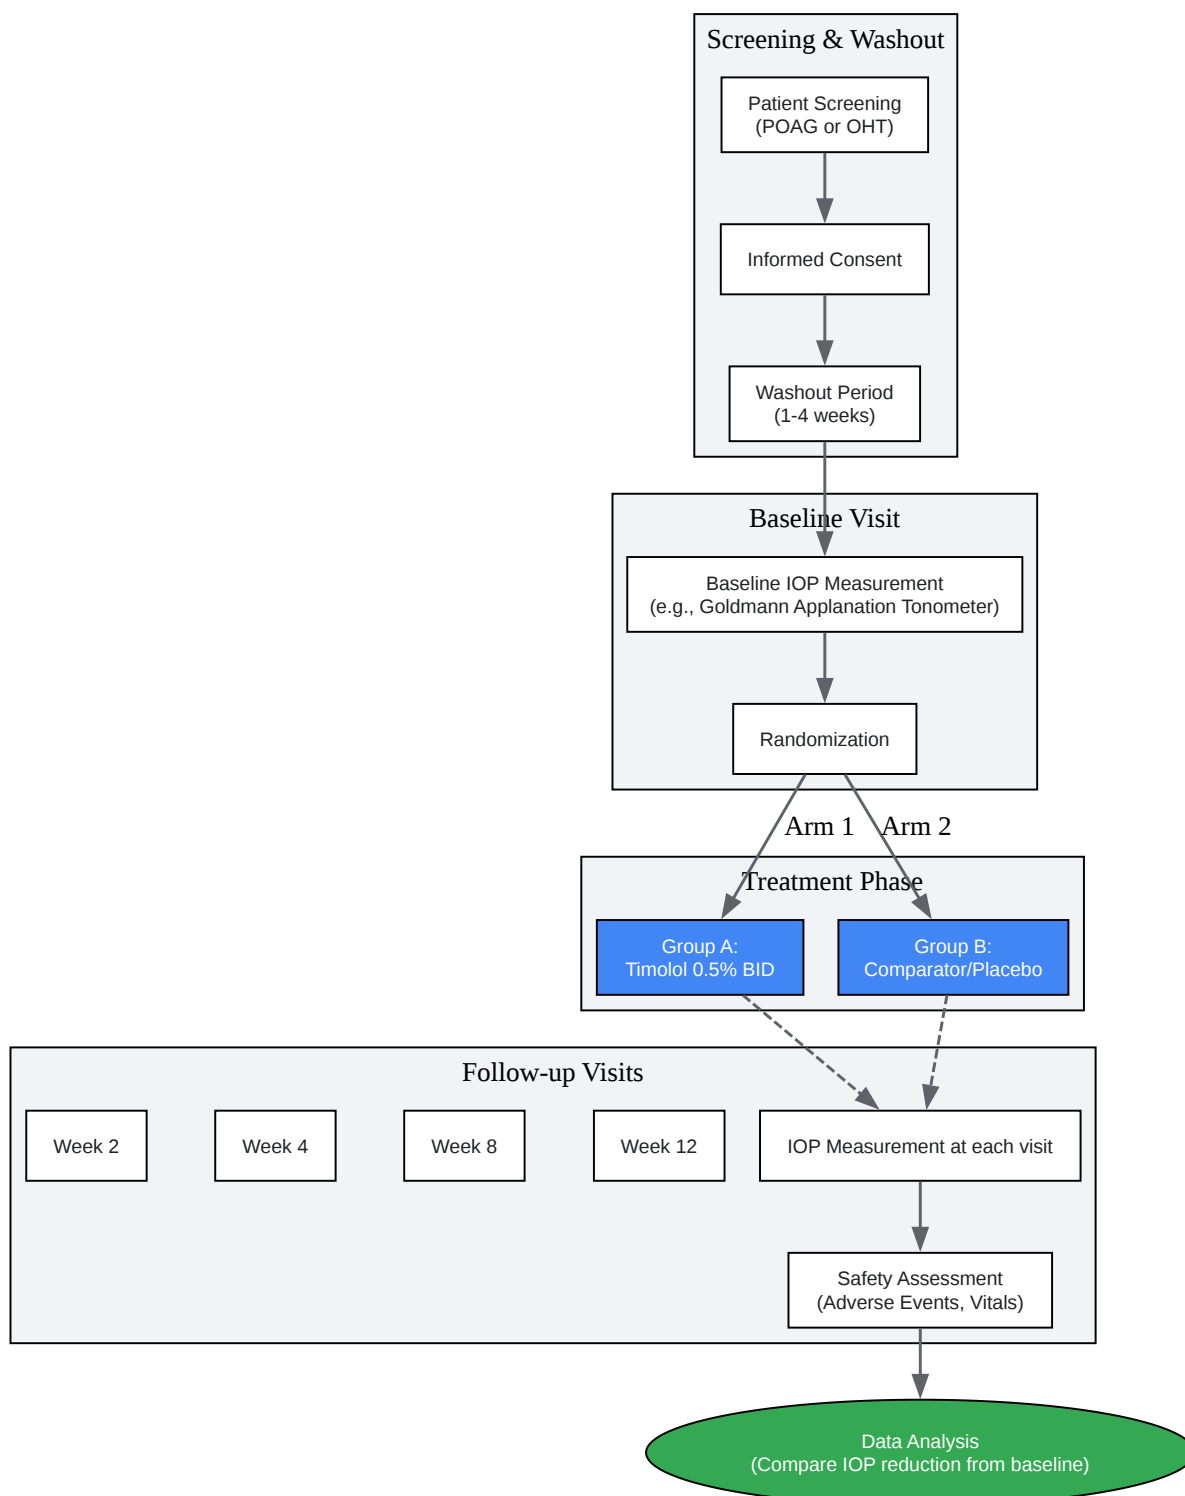 Screening & Washout
Patient Screening
(POAG or OHT)
Informed Consent
Washout Period
(1-4 weeks)
Baseline Visit
Baseline IOP Measurement
(e.g., Goldmann Applanation Tonometer)
Randomization
Arm 1
Arm 2
Treatment Phase
Group A:
Timolol 0.5% BID
Group B:
Comparator/Placebo
Follow-up Visits
Week 2
Week 4
Week 8
Week 12
IOP Measurement at each visit
Safety Assessment
(Adverse Events, Vitals)
Data Analysis
(Compare IOP reduction from baseline)